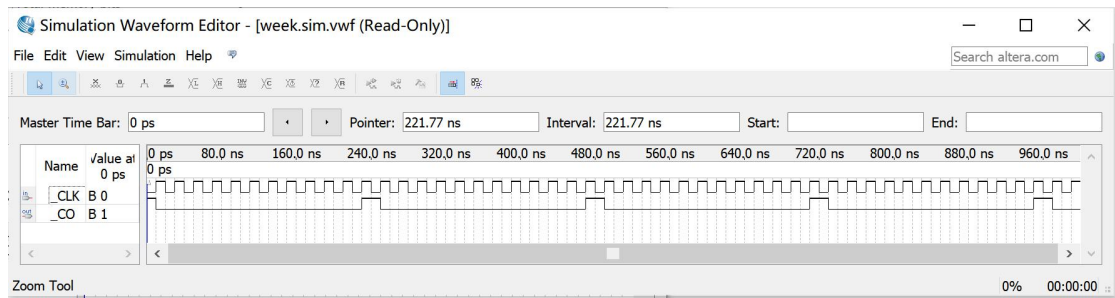 Simulation Waveform Editor - [week.sim.vwf (Read-Only)]
File Edit View Simulation Help
Search altera.com
Master Time Bar: 0 ps
Pointer: 221.77 ns
Interval: 221.77 ns
Start:
End:
Name
Value at
0 ps
0 ps 80.0 ns 160.0 ns 240.0 ns 320.0 ns 400.0 ns 480.0 ns 560.0 ns 640.0 ns 720.0 ns 800.0 ns 880.0 ns 960.0 ns
0 ps
_CLK B 0
_CO B 1
Zoom Tool
0% 00:00:00